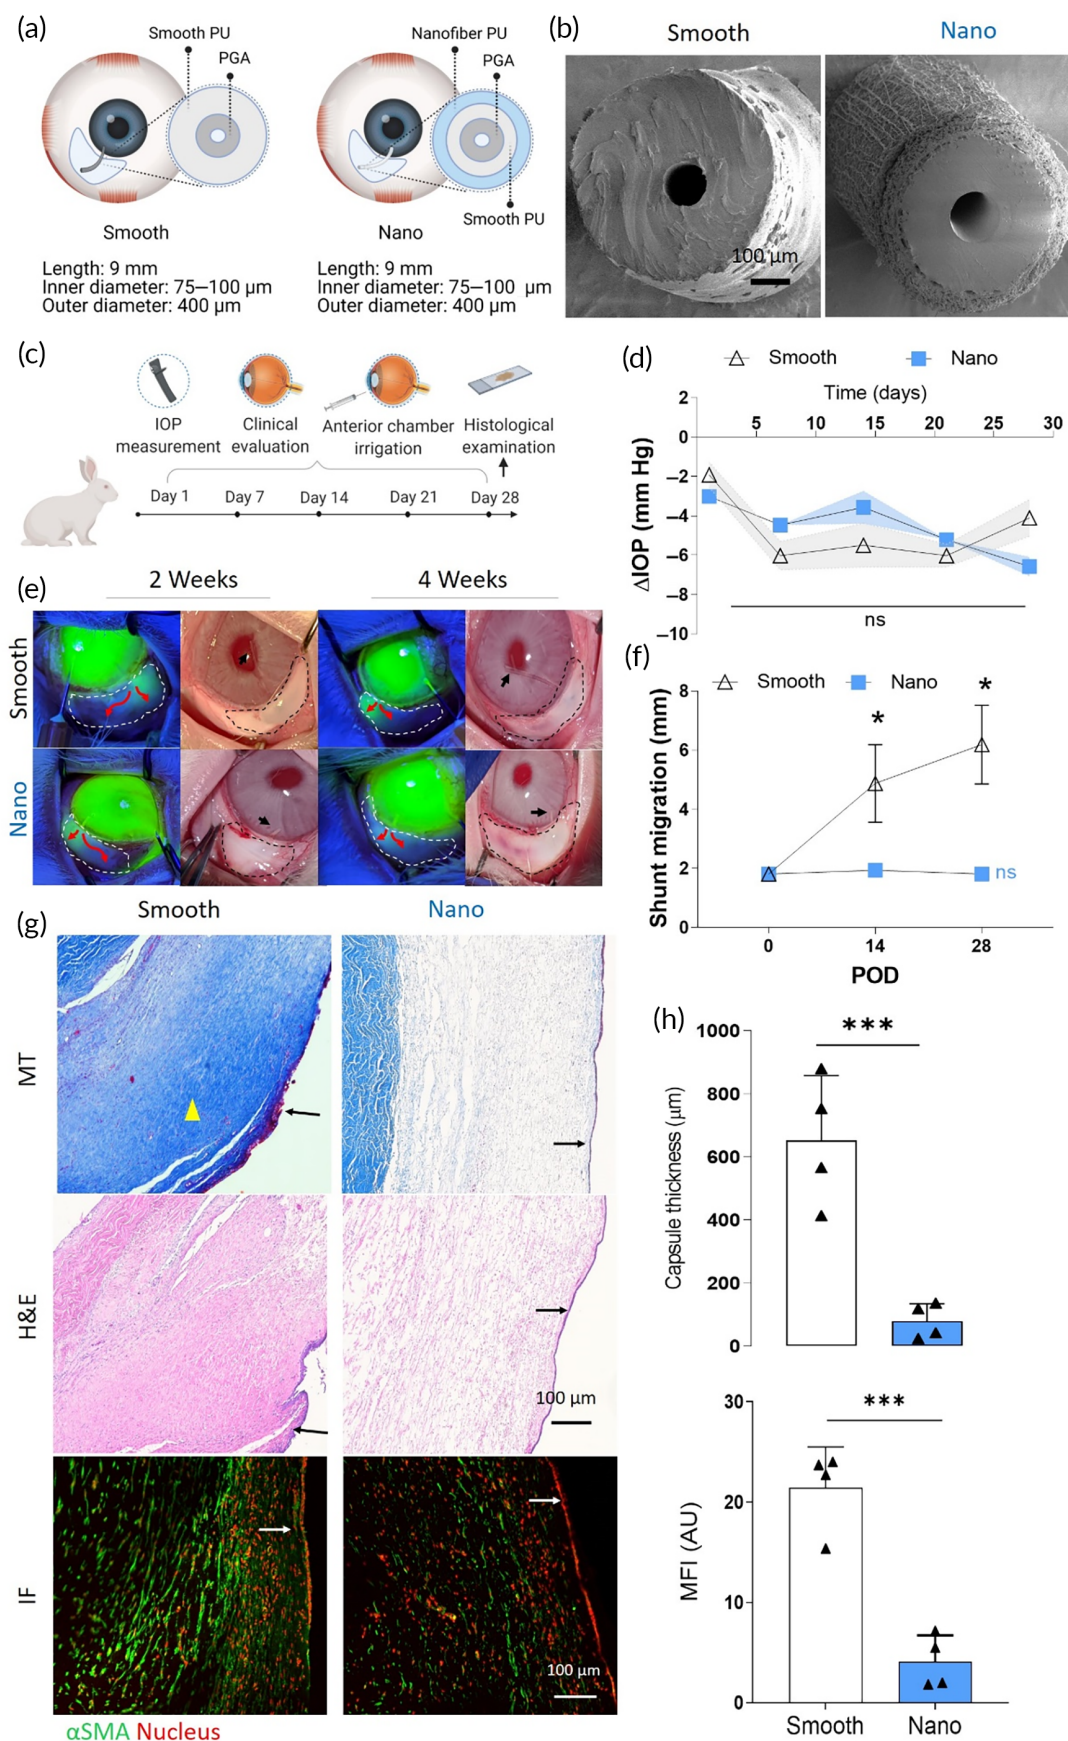 (a)
Smooth PU
PGA
Nanofiber PU
PGA
Smooth PU
Smooth
Nano
Length: 9 mm
Inner diameter: 75–100 μm
Outer diameter: 400 μm
Length: 9 mm
Inner diameter: 75–100 μm
Outer diameter: 400 μm
(b)
Smooth
Nano
100 μm
(c)
IOP
measurement
Clinical
evaluation
Anterior chamber
irrigation
Histological
examination
Day 1
Day 7
Day 14
Day 21
Day 28
(d)
Smooth
Nano
Time (days)
5 10 15 20 25 30
2
0
–2
–4
–6
–8
–10
ΔIOP (mm Hg)
ns
(e)
2 Weeks
4 Weeks
Smooth
Nano
(f)
Smooth
Nano
*
*
8
6
4
2
0
Shunt migration (mm)
ns
0 14 28
POD
(g)
Smooth
Nano
MT
H&E
100 μm
IF
100 μm
αSMA Nucleus
(h)
1000
800
600
400
200
0
Capsule thickness (μm)
***
30
20
10
0
MFI (AU)
***
Smooth
Nano